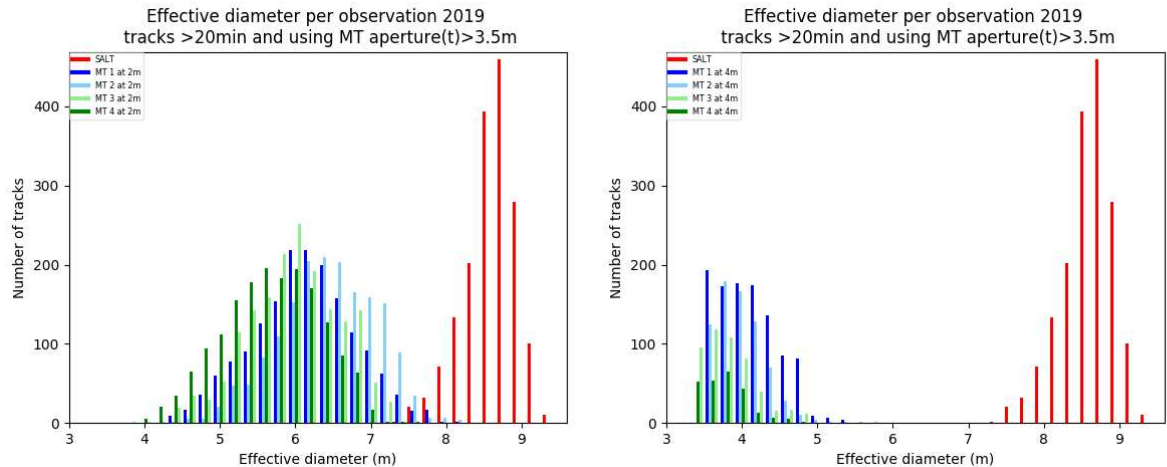 Effective diameter per observation 2019
tracks >20min and using MT aperture(t)>3.5m
SALT
MT 1 at 2m
MT 2 at 2m
MT 3 at 2m
MT 4 at 2m
400
300
200
100
0
Number of tracks
3 4 5 6 7 8 9
Effective diameter (m)
Effective diameter per observation 2019
tracks >20min and using MT aperture(t)>3.5m
SALT
MT 1 at 4m
MT 2 at 4m
MT 3 at 4m
MT 4 at 4m
400
300
200
100
0
Number of tracks
3 4 5 6 7 8 9
Effective diameter (m)